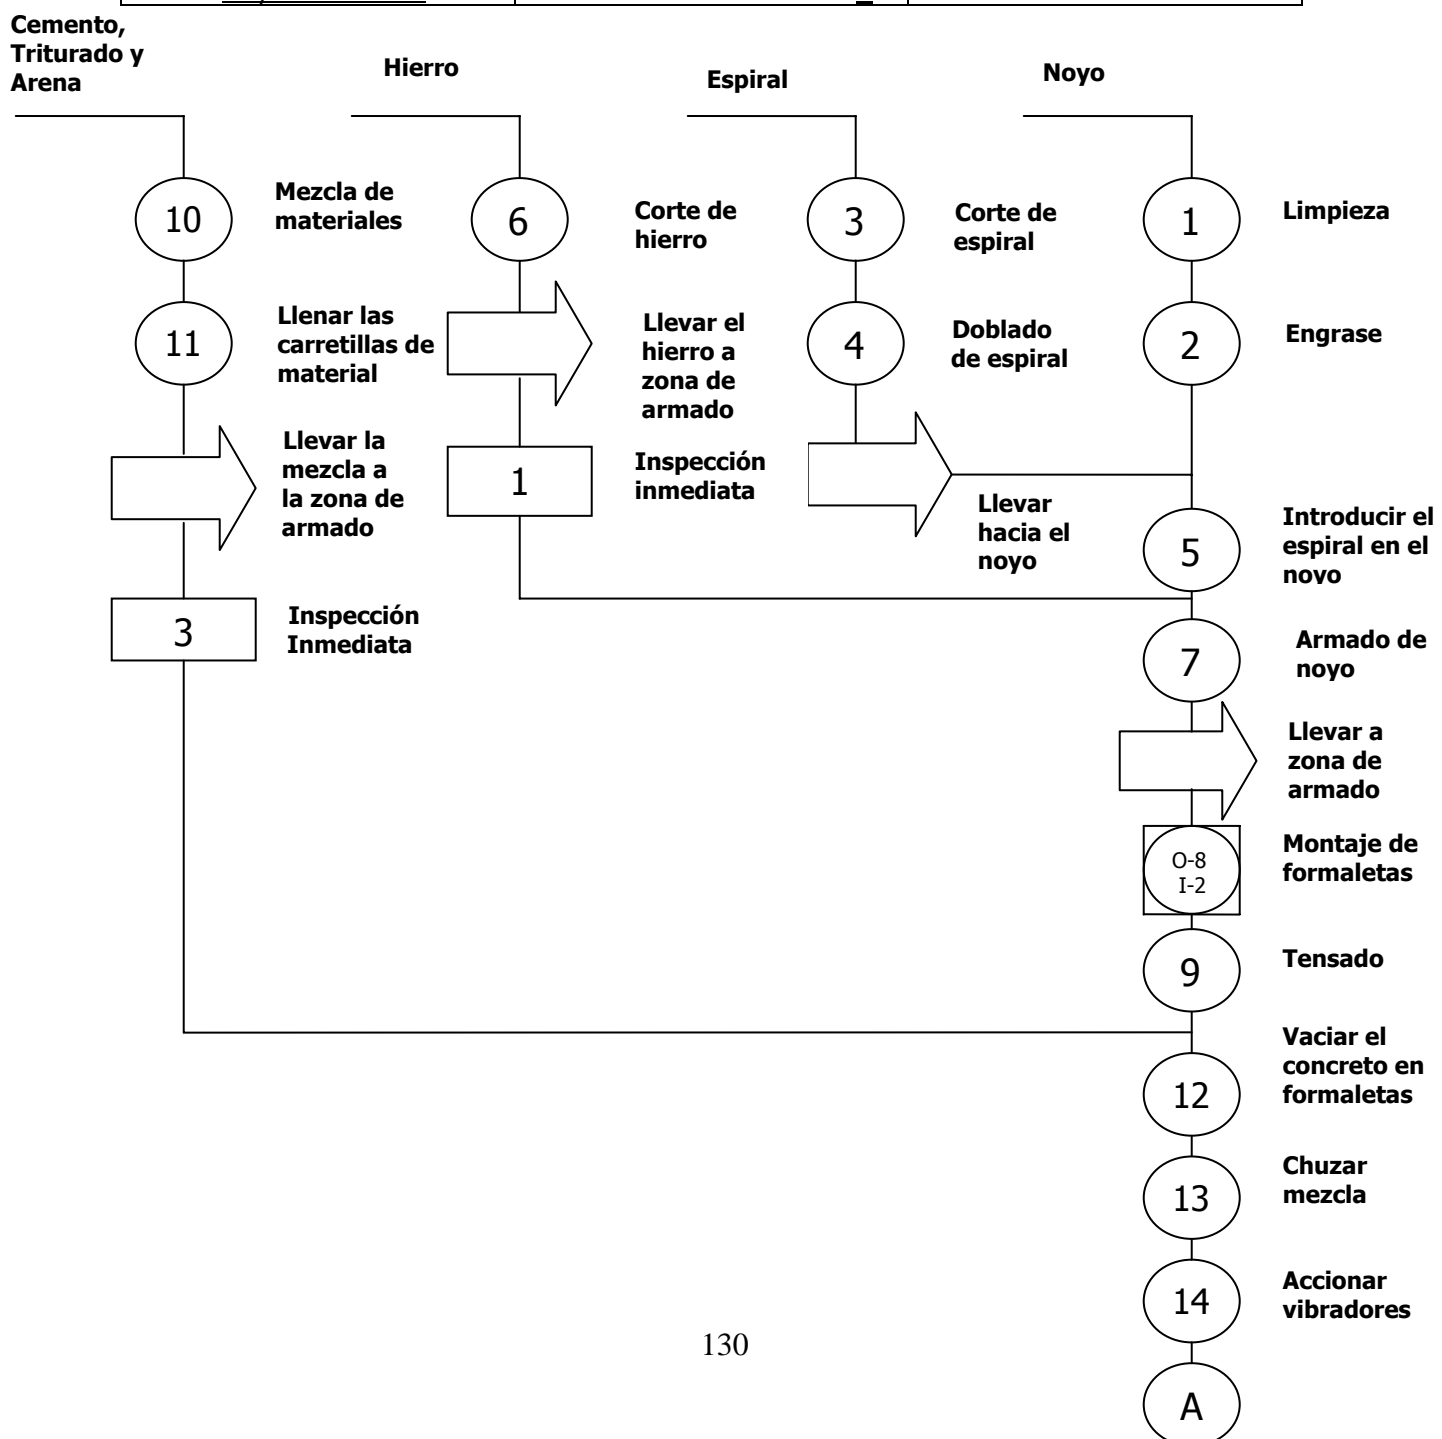 Cemento,
Triturado y
Arena
Hierro
Espiral
Noyo
10
Mezcla de
materiales
6
Corte de
hierro
3
Corte de
espiral
1
Limpieza
11
Llenar las
carretillas de
material
Llevar el
hierro a
zona de
armado
4
Doblado
de espiral
2
Engrase
Llevar la
mezcla a
la zona de
armado
1
Inspección
inmediata
Llevar
hacia el
noyo
5
Introducir el
espiral en el
noyo
3
Inspección
Inmediata
7
Armado de
noyo
Llevar a
zona de
armado
O-8
I-2
Montaje de
formaletas
9
Tensado
12
Vaciar el
concreto en
formaletas
13
Chuzar
mezcla
14
Accionar
vibradores
130
A